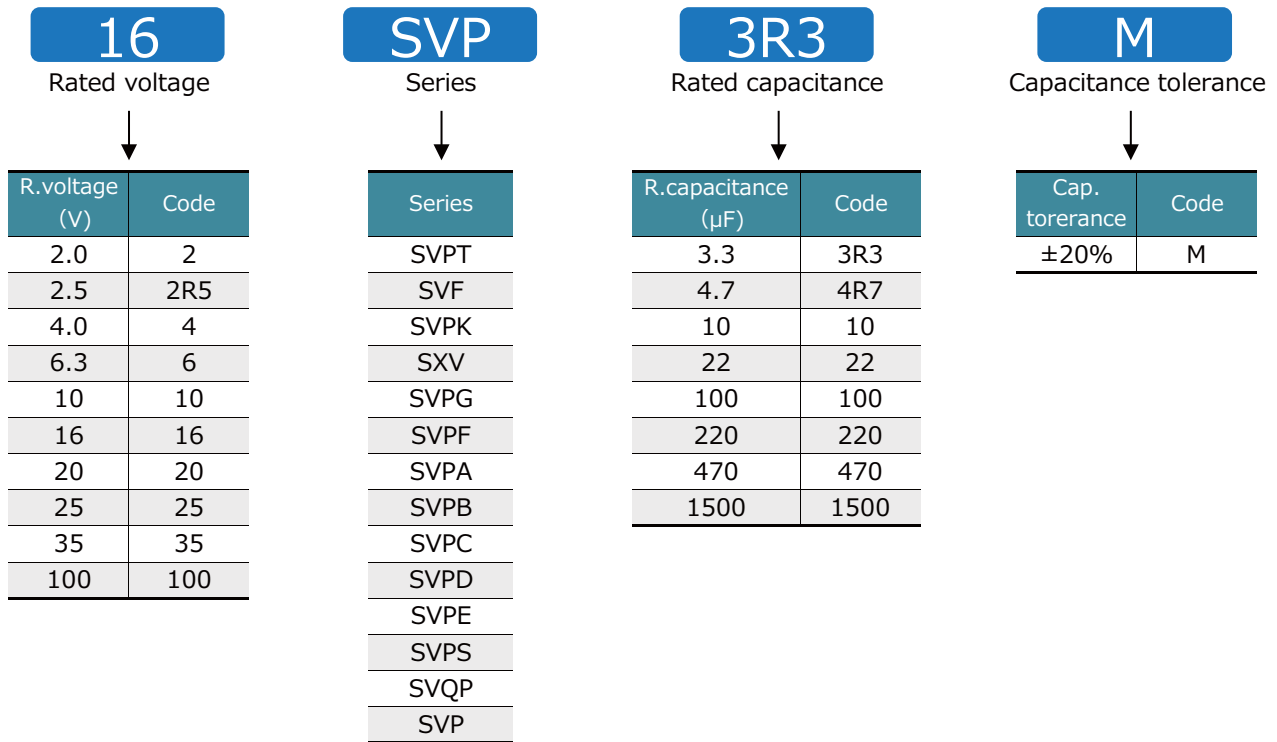 16 SVP 3R3 M
Rated voltage Series Rated capacitance Capacitance tolerance
R.voltage
(V) Code
2.0 2
2.5 2R5
4.0 4
6.3 6
10 10
16 16
20 20
25 25
35 35
100 100
Series
SVPT
SVF
SVPK
SXV
SVPG
SVPF
SVPA
SVPB
SVPC
SVPD
SVPE
SVPS
SVQP
SVP
R.capacitance
(μF) Code
3.3 3R3
4.7 4R7
10 10
22 22
100 100
220 220
470 470
1500 1500
Cap.
torerance Code
±20% M